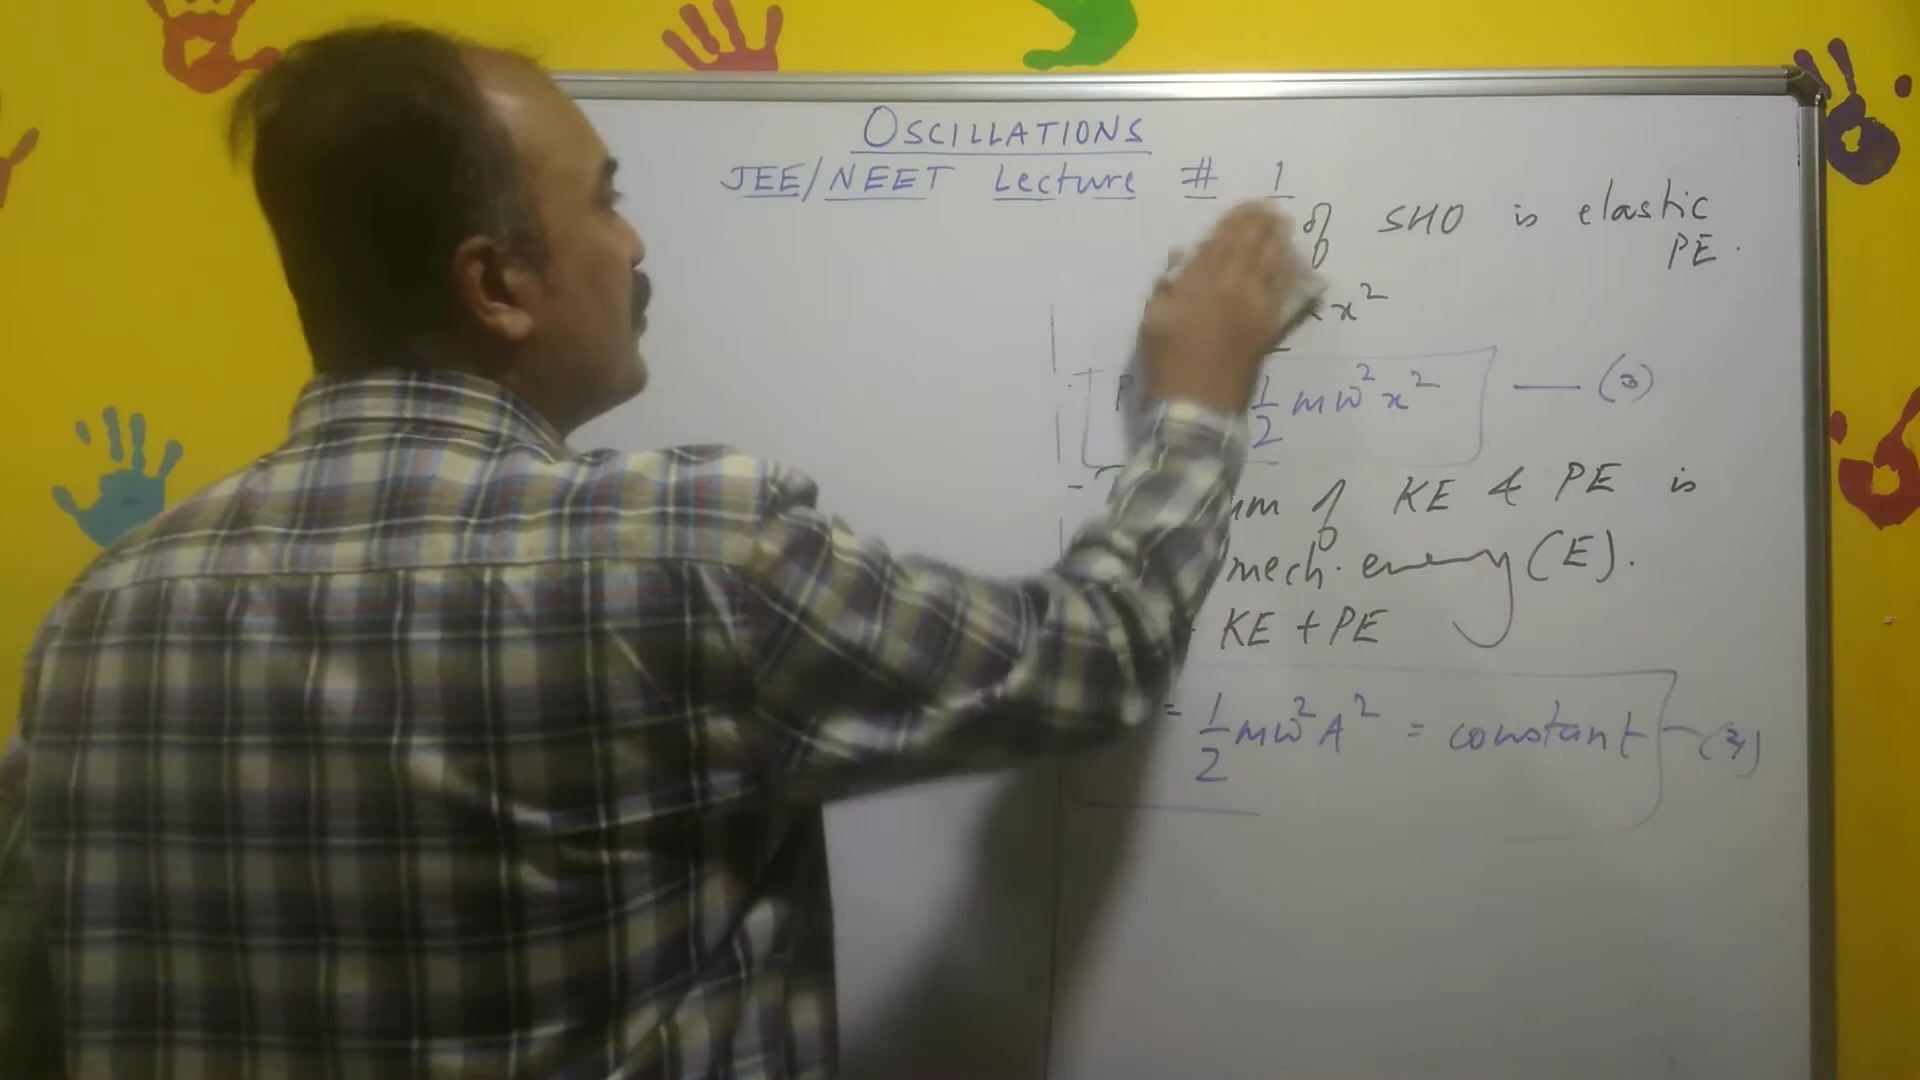 OSCILLATIONS
JEE/NEET Lecture # 1
of SHO is elastic
PE.
x²
1/2 mω²x² — (3)
of KE & PE is
mech. energy (E).
KE + PE
= 1/2 mω²A² = constant